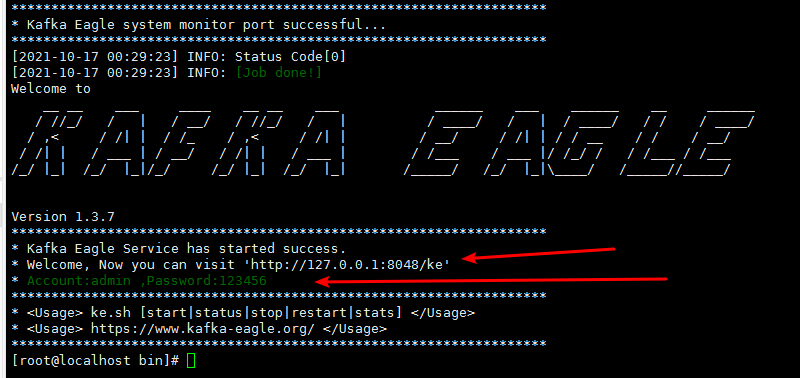 *******************************************************************
* Kafka Eagle system monitor port successful...
*******************************************************************
[2021-10-17 00:29:23] INFO: Status Code[0]
[2021-10-17 00:29:23] INFO: [Job done!]
Welcome to
KAFKA EAGLE
Version 1.3.7
*******************************************************************
* Kafka Eagle Service has started success.
* Welcome, Now you can visit 'http://127.0.0.1:8048/ke'
* Account:admin ,Password:123456
*******************************************************************
* <Usage> ke.sh [start|status|stop|restart|stats] </Usage>
* <Usage> https://www.kafka-eagle.org/ </Usage>
*******************************************************************
[root@localhost bin]#